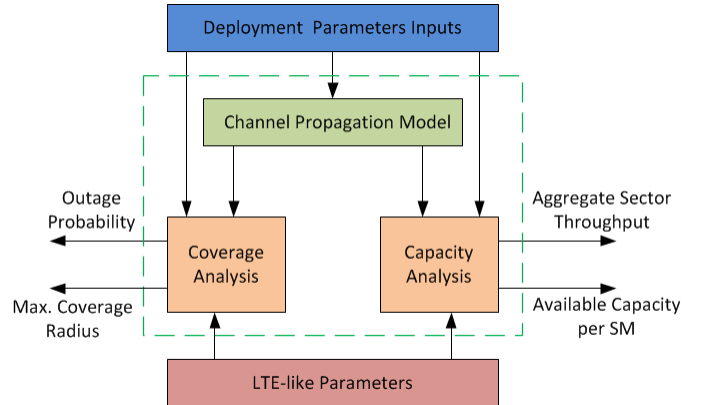 Deployment Parameters Inputs
Channel Propagation Model
Outage
Probability
Aggregate Sector
Throughput
Coverage
Analysis
Capacity
Analysis
Max. Coverage
Radius
Available Capacity
per SM
LTE-like Parameters